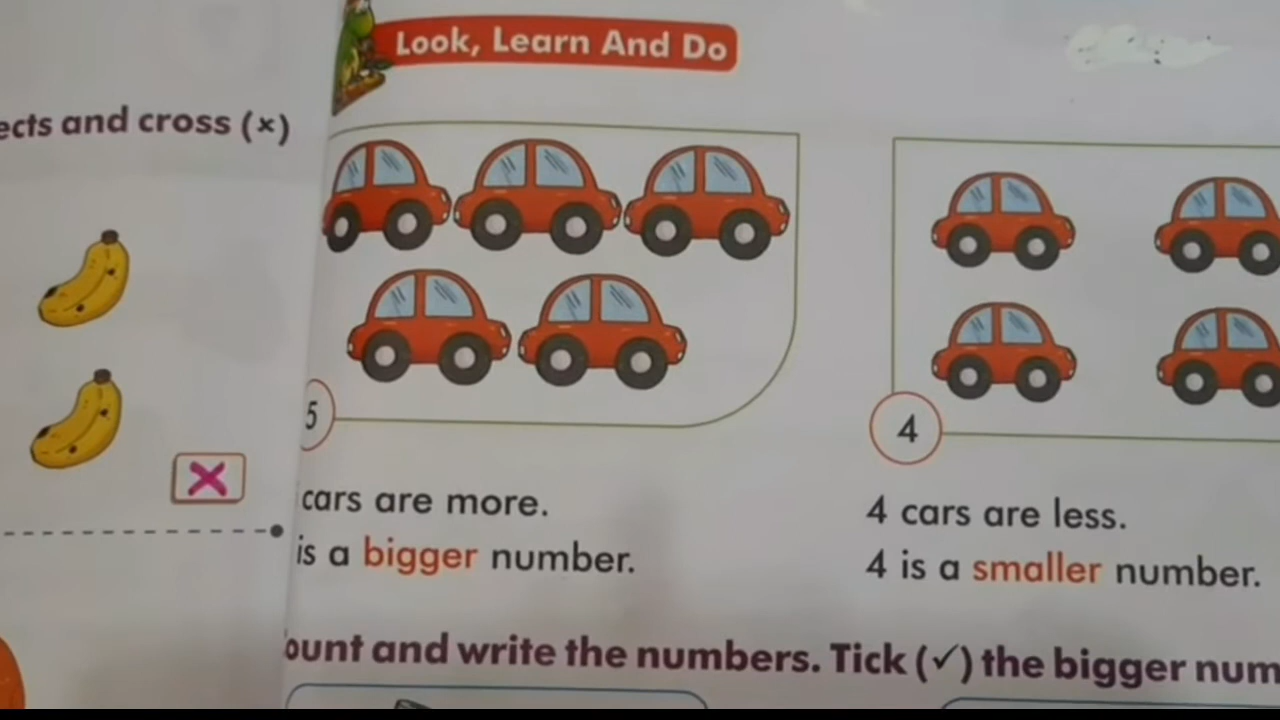 Look, Learn And Do
ects and cross (×)
5
4
cars are more.
is a bigger number.
4 cars are less.
4 is a smaller number.
ount and write the numbers. Tick (✓) the bigger num